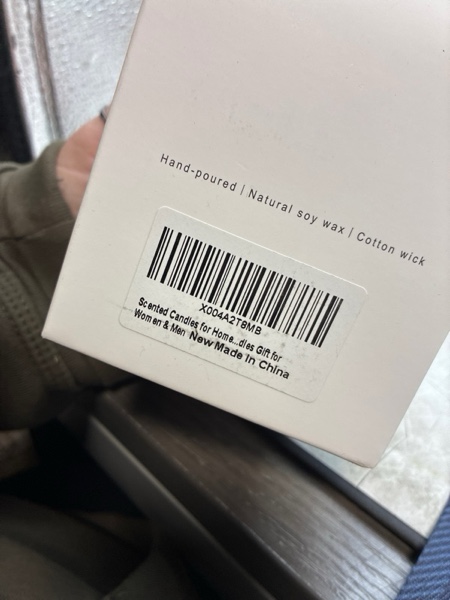 Hand-poured | Natural soy wax | Cotton wick
X004A2T8MB
Scented Candles for Home...dles Gift for
Women & Men New Made in China